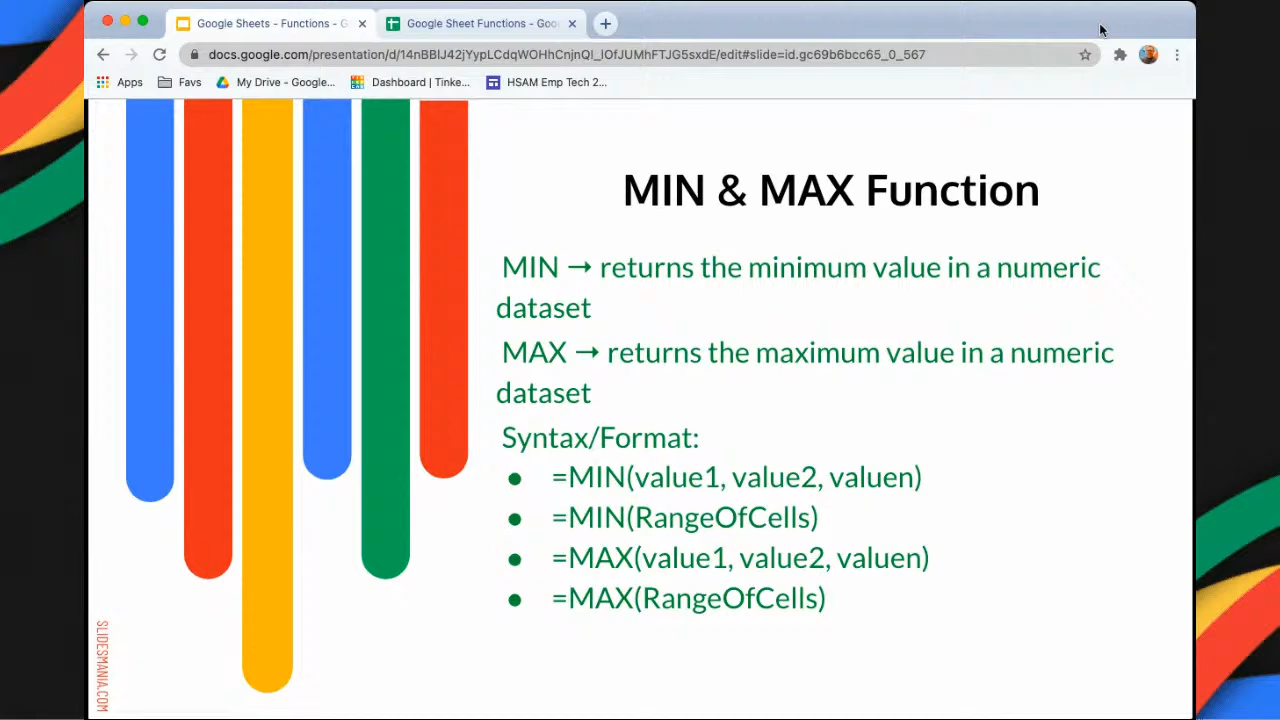 Google Sheets - Functions - G
Google Sheet Functions - Goo
docs.google.com/presentation/d/14nBBlJ42jYypLCdqWOHhCnjnQl_lOfJUMhFTJG5sxdE/edit#slide=id.gc69b6bcc65_0_567
Apps
Favs
My Drive - Google...
Dashboard | Tinke...
HSAM Emp Tech 2...
MIN & MAX Function
MIN → returns the minimum value in a numeric
dataset
MAX → returns the maximum value in a numeric
dataset
Syntax/Format:
● =MIN(value1, value2, valuen)
● =MIN(RangeOfCells)
● =MAX(value1, value2, valuen)
● =MAX(RangeOfCells)
SLIDESMANIA.COM